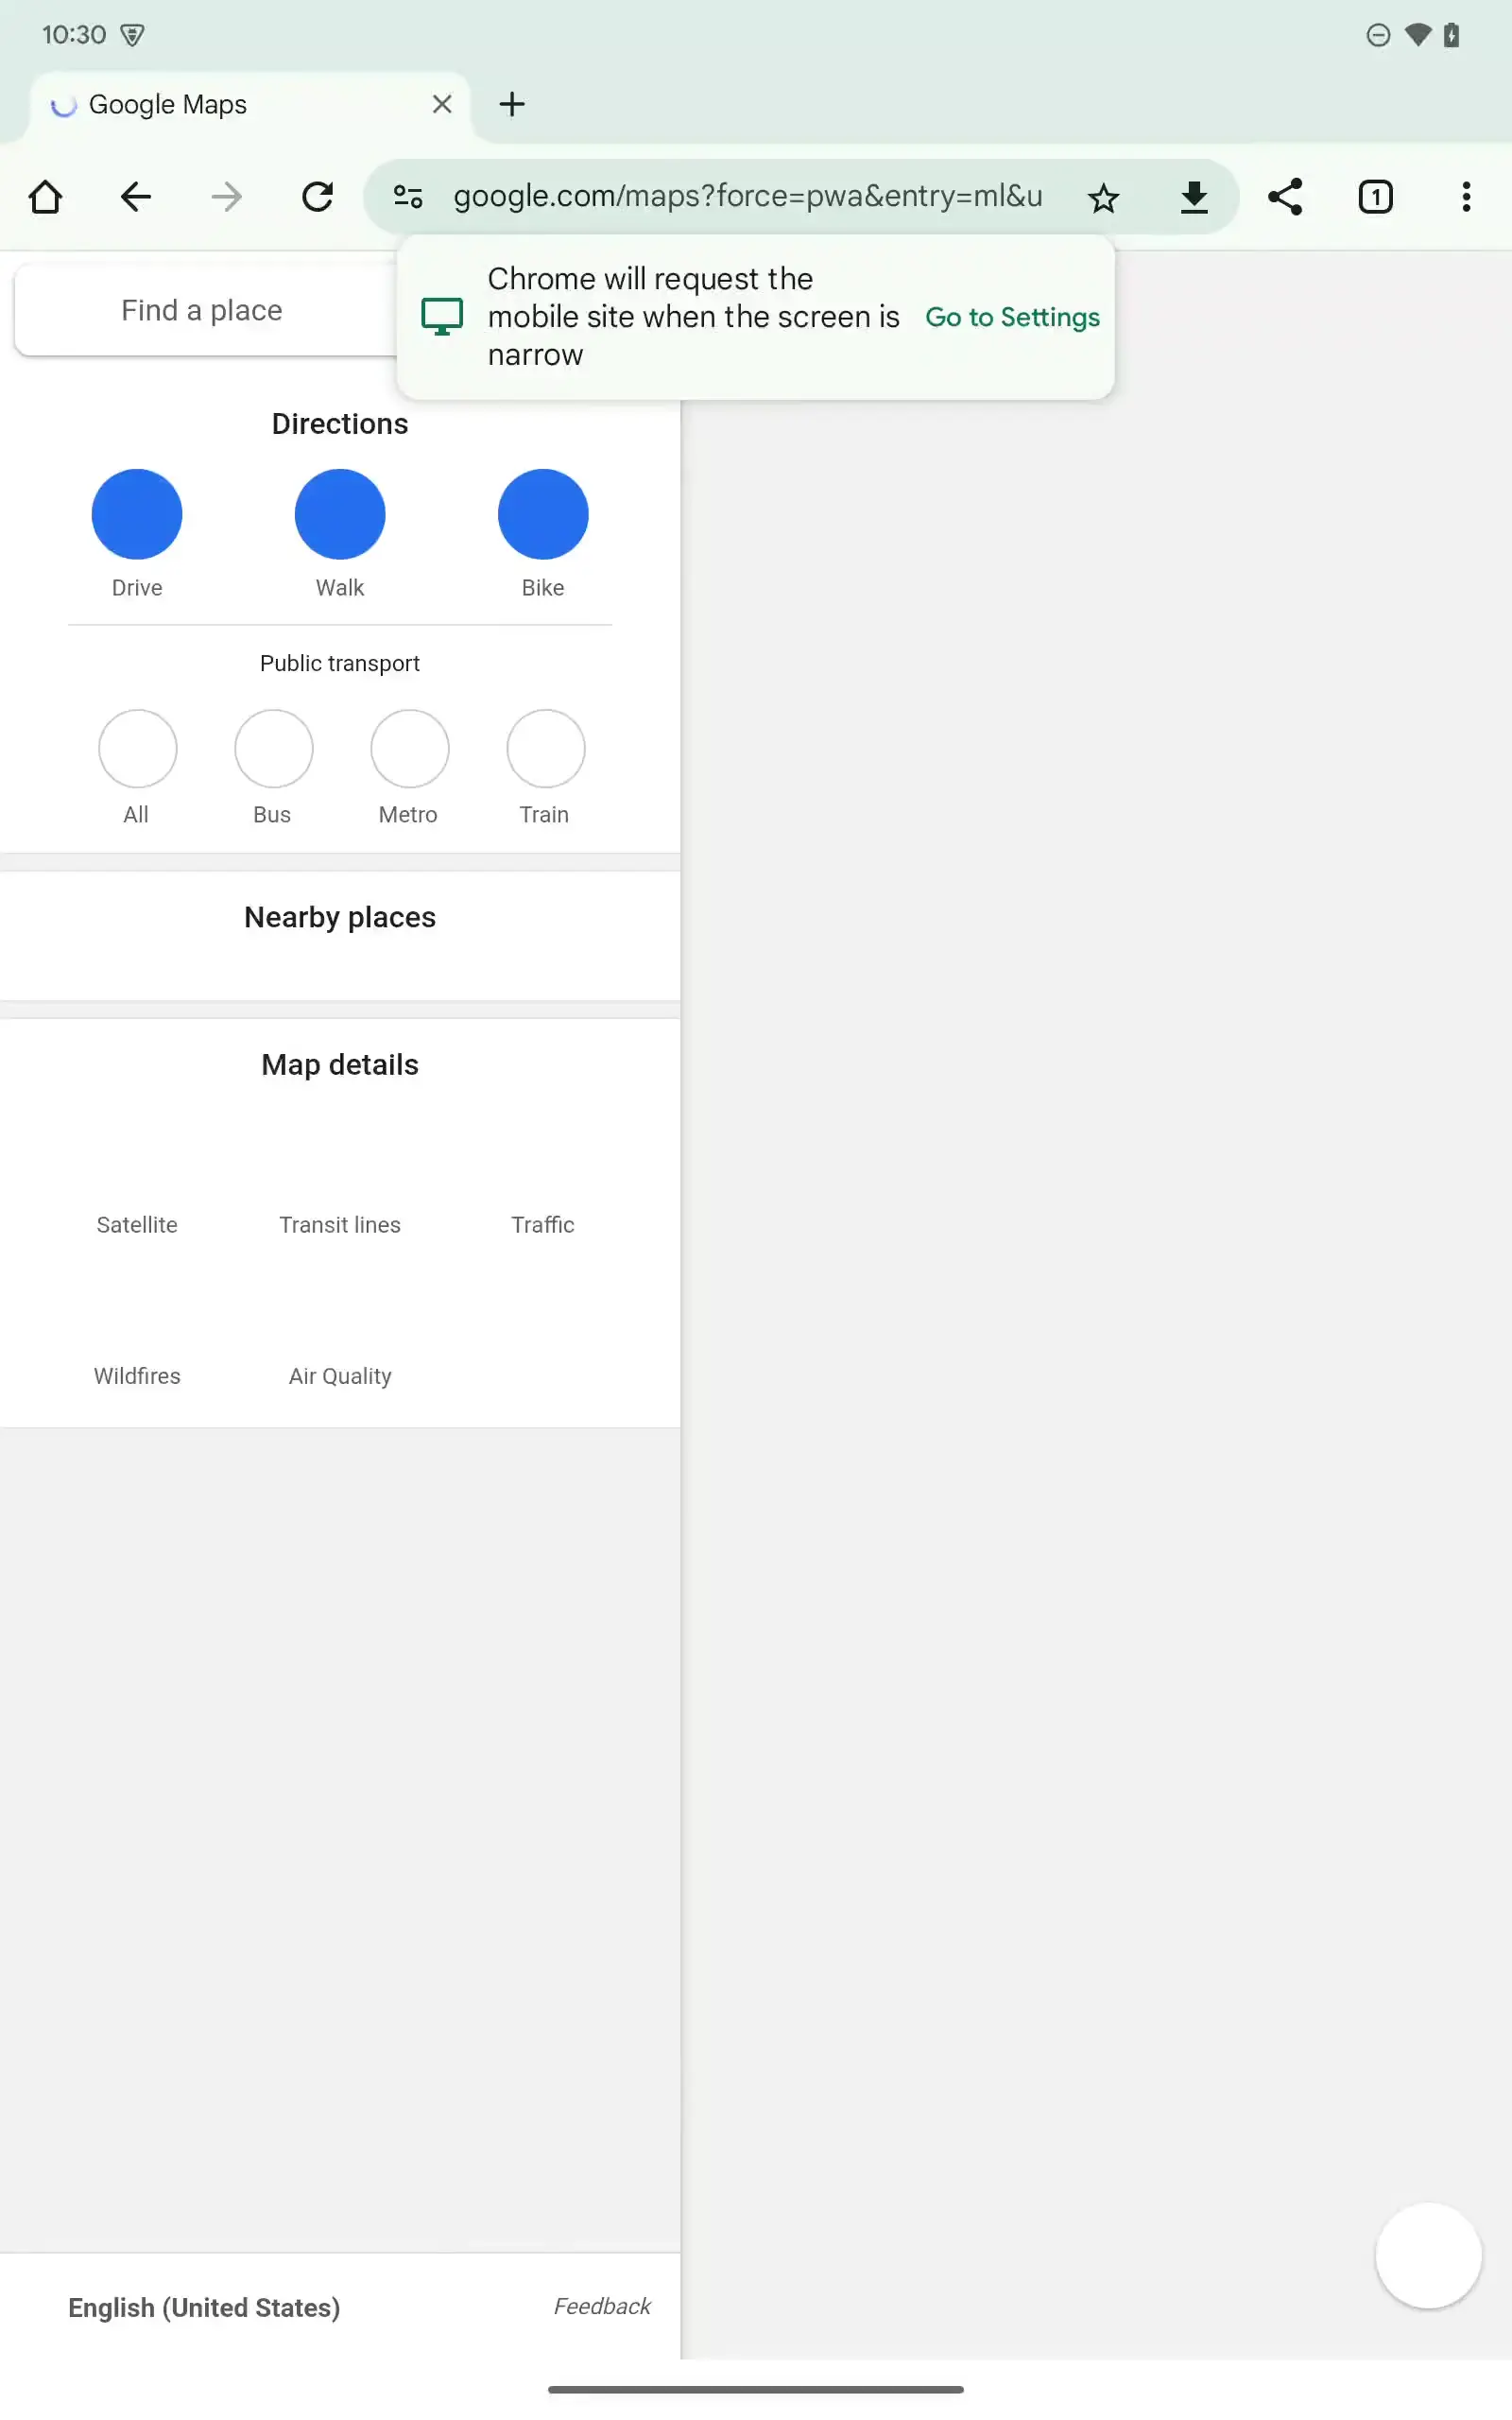 10:30
Google Maps
google.com/maps?force=pwa&entry=ml&u
1
Chrome will request the
mobile site when the screen is
narrow
Go to Settings
Find a place
Directions
Drive Walk Bike
Public transport
All Bus Metro Train
Nearby places
Map details
Satellite Transit lines Traffic
Wildfires Air Quality
English (United States) Feedback